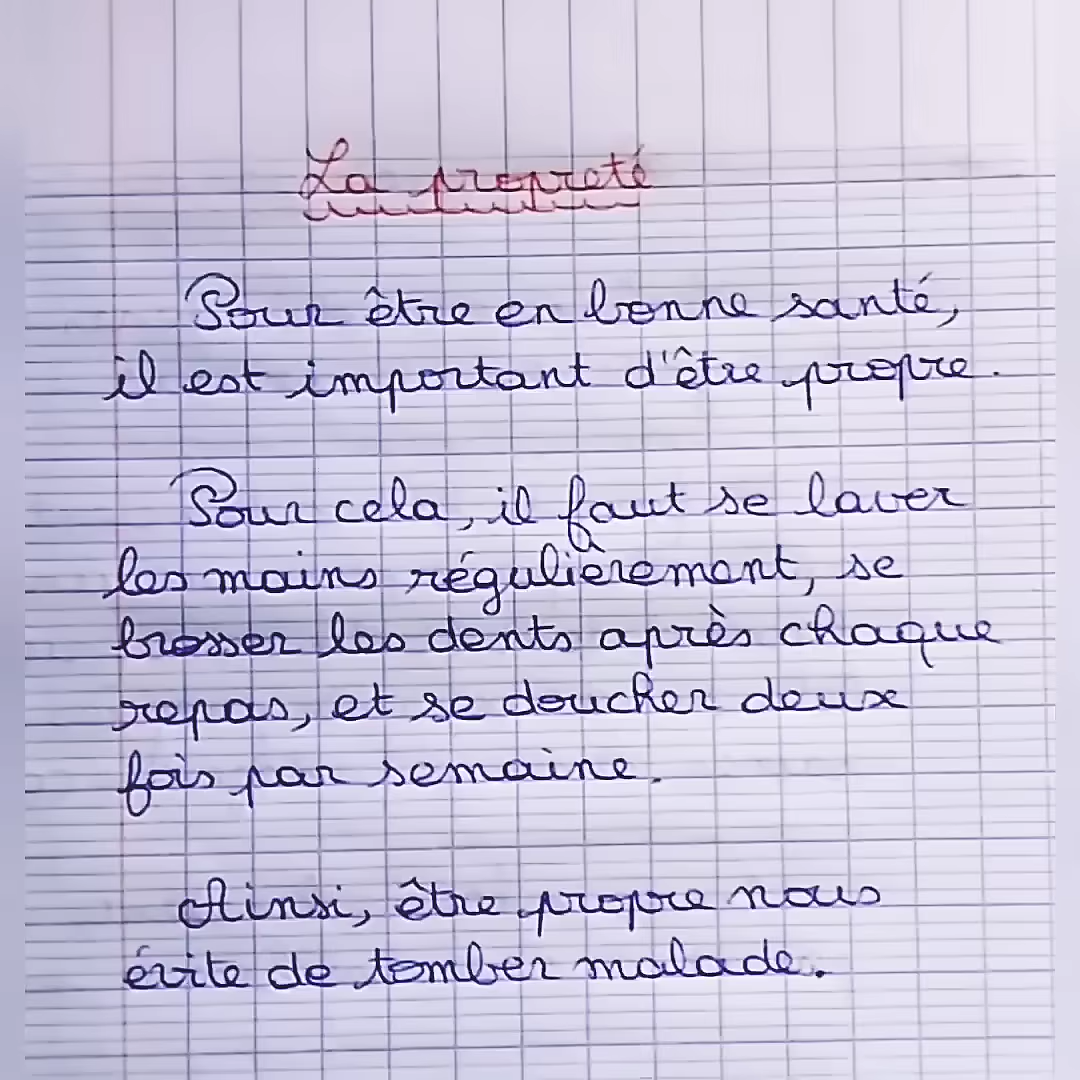 La propreté
Pour être en bonne santé,
il est important d'être propre.
Pour cela, il faut se laver
les mains régulièrement, se
brosser les dents après chaque
repas, et se doucher deux
fois par semaine.
Ainsi, être propre nous
évite de tomber malade.